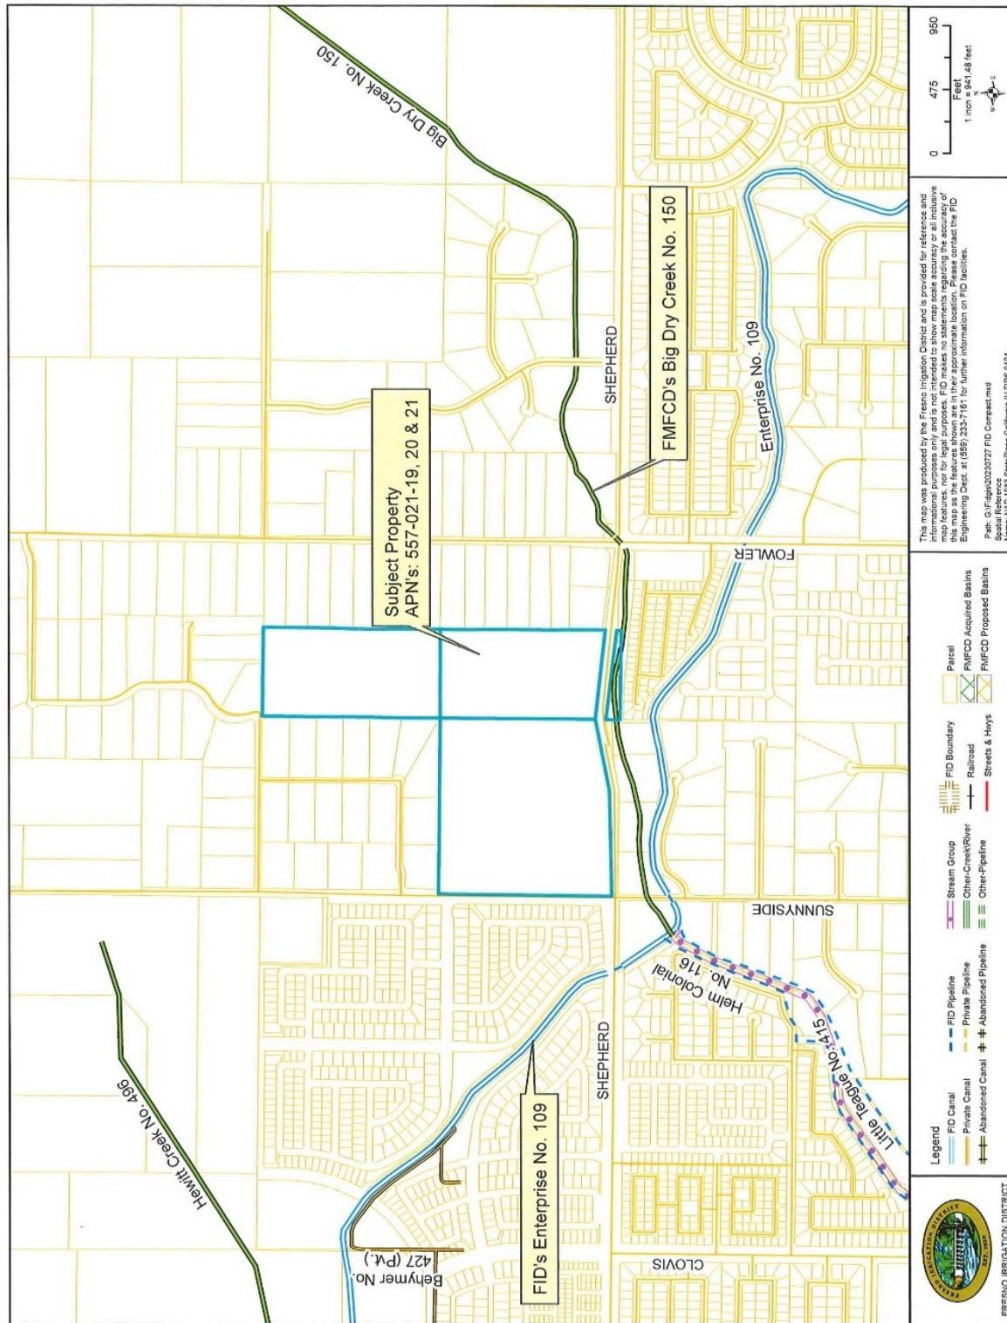 Big Dry Creek No. 150
Hewitt Creek No. 496
Subject Property
APN's: 557-021-19, 20 & 21
SHEPHERD
FMFCD's Big Dry Creek No. 150
Enterprise No. 109
FOWLER
SUNNYSIDE
Helm Colonial
No. 116
Little Teague No. 415
SHEPHERD
FID's Enterprise No. 109
Behymer No.
427 (Pvt.)
CLOVIS
FRESNO IRRIGATION DISTRICT
FRESNO IRRIGATION DISTRICT
Legend
FID Canal
Private Canal
Abandoned Canal
FID Pipeline
Private Pipeline
Abandoned Pipeline
Stream Group
Other-Creek\River
Other-Pipeline
FID Boundary
Railroad
Streets & Hwys
Parcel
FMFCD Acquired Basins
FMFCD Proposed Basins
This map was produced by the Fresno Irrigation District and is provided for reference and
informational purposes only and is not intended to show map scale accuracy or all inclusive
map features, nor for legal purposes. FID makes no statements regarding the accuracy of
this map as the features shown are in their approximate location. Please contact the FID
Engineering Dept. at (559) 233-7161 for further information on FID facilities.
Spatial Reference
0 475 950
Feet
1 inch = 941.48 feet
N
E
S
W